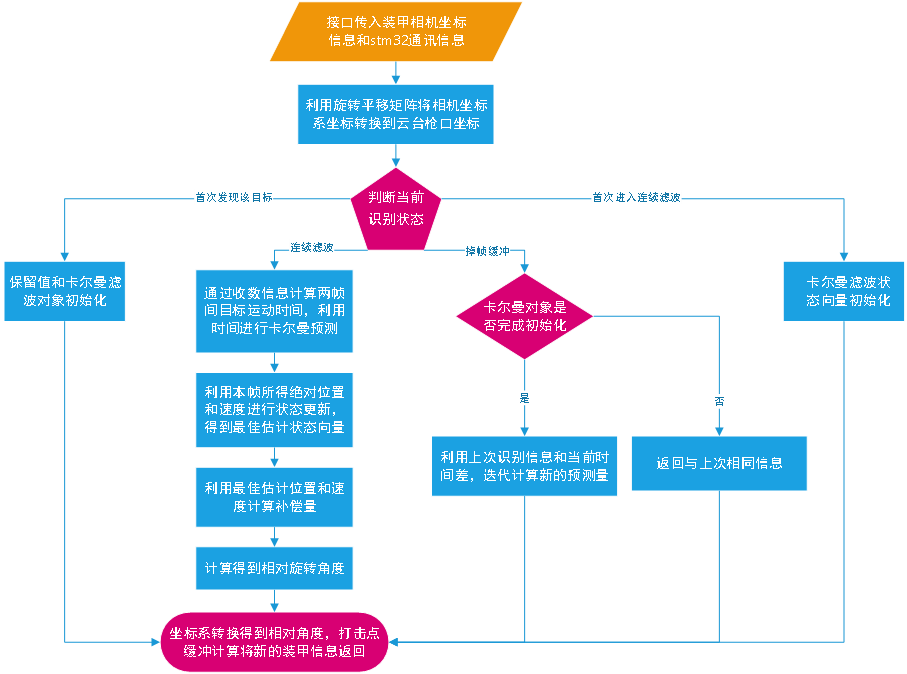 接口传入装甲相机坐标
信息和stm32通讯信息
利用旋转平移矩阵将相机坐标
系坐标转换到云台枪口坐标
判断当前
识别状态
首次发现该目标
首次进入连续滤波
连续滤波
掉帧缓冲
保留值和卡尔曼滤
波对象初始化
通过收数信息计算两帧
间目标运动时间，利用
时间进行卡尔曼预测
卡尔曼对象是
否完成初始化
卡尔曼滤波状
态向量初始化
利用本帧所得绝对位置
和速度进行状态更新，
得到最佳估计状态向量
是
否
利用上次识别信息和当前时
间差，迭代计算新的预测量
返回与上次相同信息
利用最佳估计位置和速
度计算补偿量
计算得到相对旋转角度
坐标系转换得到相对角度，打击点
缓冲计算将新的装甲信息返回